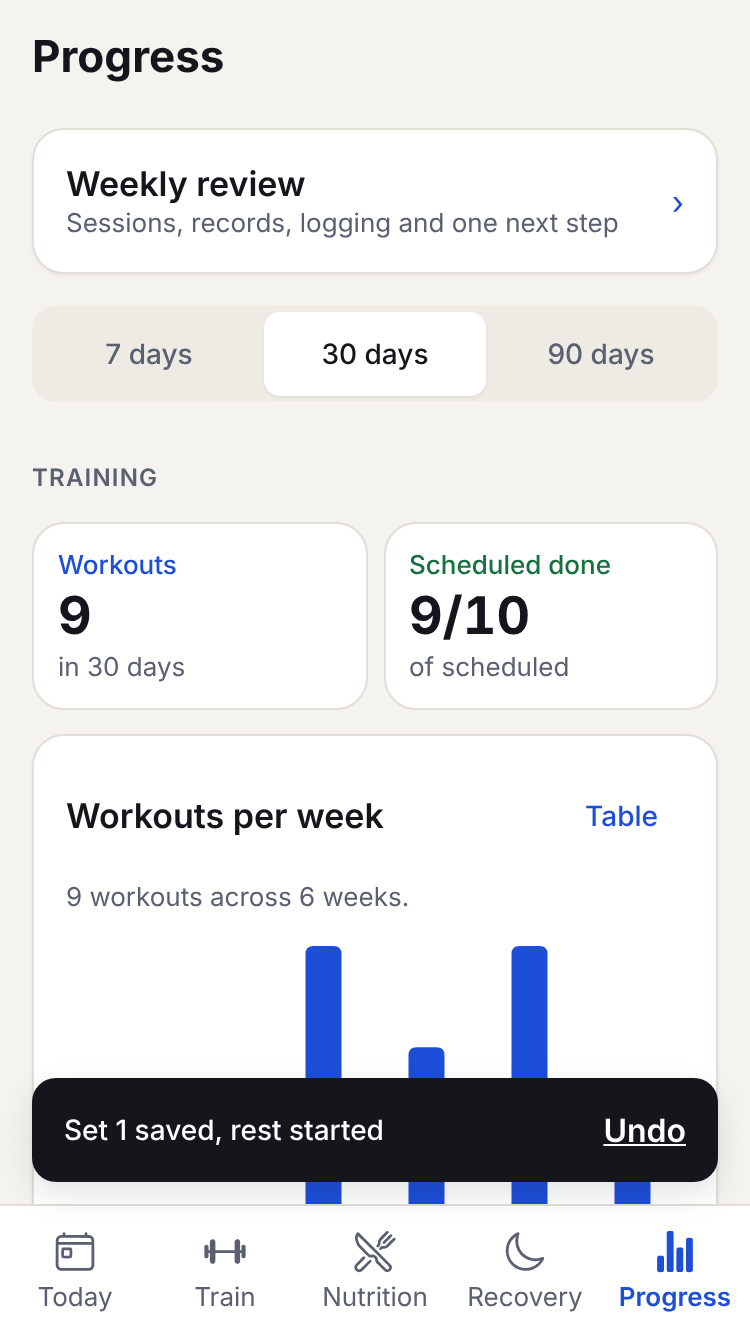 Progress
Weekly review
Sessions, records, logging and one next step
›
7 days
30 days
90 days
TRAINING
Workouts
9
in 30 days
Scheduled done
9/10
of scheduled
Workouts per week
Table
9 workouts across 6 weeks.
Set 1 saved, rest started
Undo
Today
Train
Nutrition
Recovery
Progress